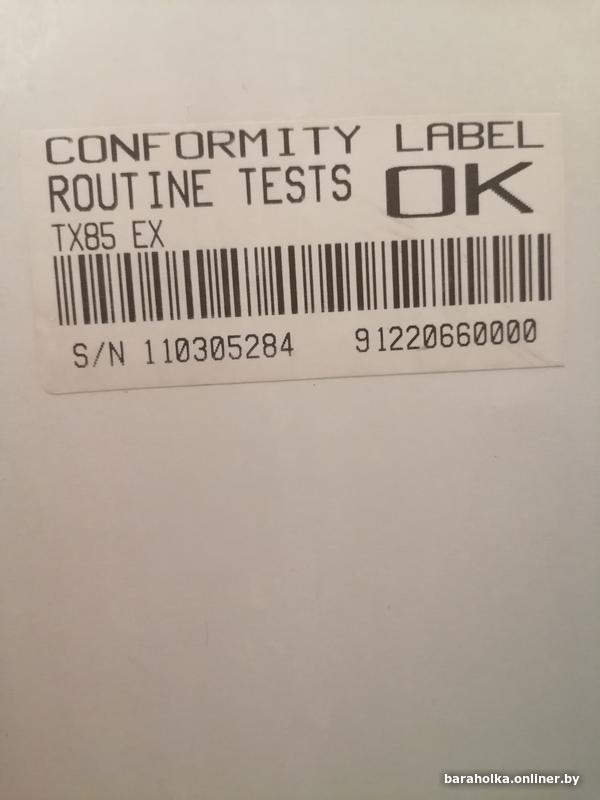 CONFORMITY LABEL
ROUTINE TESTS OK
TX85 EX
S/N 110305284 91220660000
baraholka.onliner.by